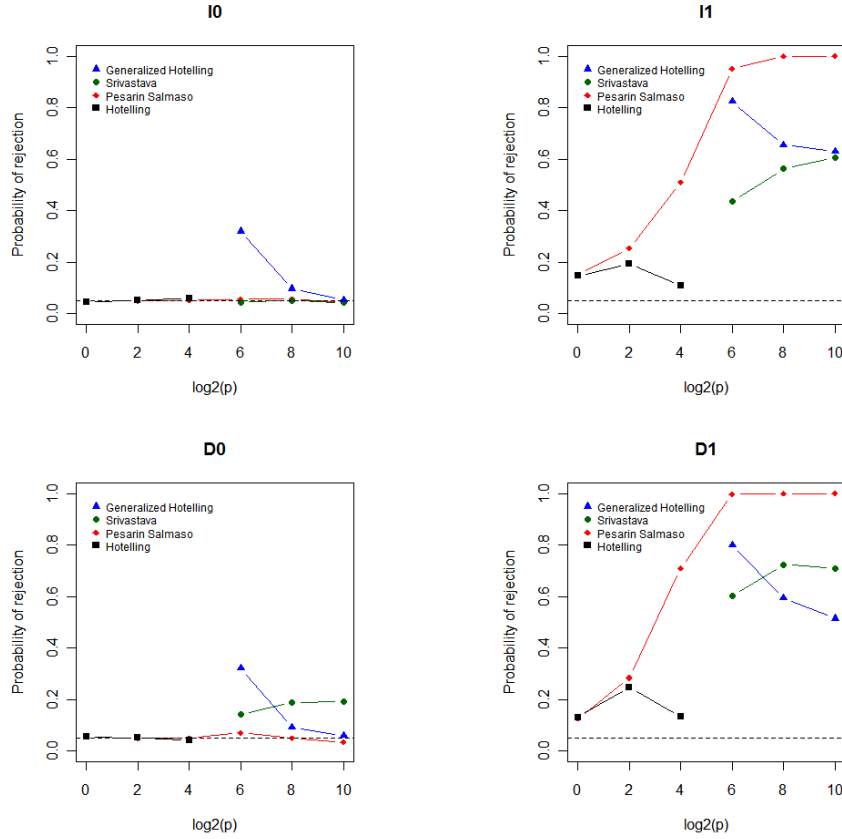 I0
Probability of rejection
1.0
0.8
0.6
0.4
0.2
0.0
Generalized Hotelling
Srivastava
Pesarin Salmaso
Hotelling
0 2 4 6 8 10
log2(p)
I1
Probability of rejection
1.0
0.8
0.6
0.4
0.2
0.0
Generalized Hotelling
Srivastava
Pesarin Salmaso
Hotelling
0 2 4 6 8 10
log2(p)
D0
Probability of rejection
1.0
0.8
0.6
0.4
0.2
0.0
Generalized Hotelling
Srivastava
Pesarin Salmaso
Hotelling
0 2 4 6 8 10
log2(p)
D1
Probability of rejection
1.0
0.8
0.6
0.4
0.2
0.0
Generalized Hotelling
Srivastava
Pesarin Salmaso
Hotelling
0 2 4 6 8 10
log2(p)